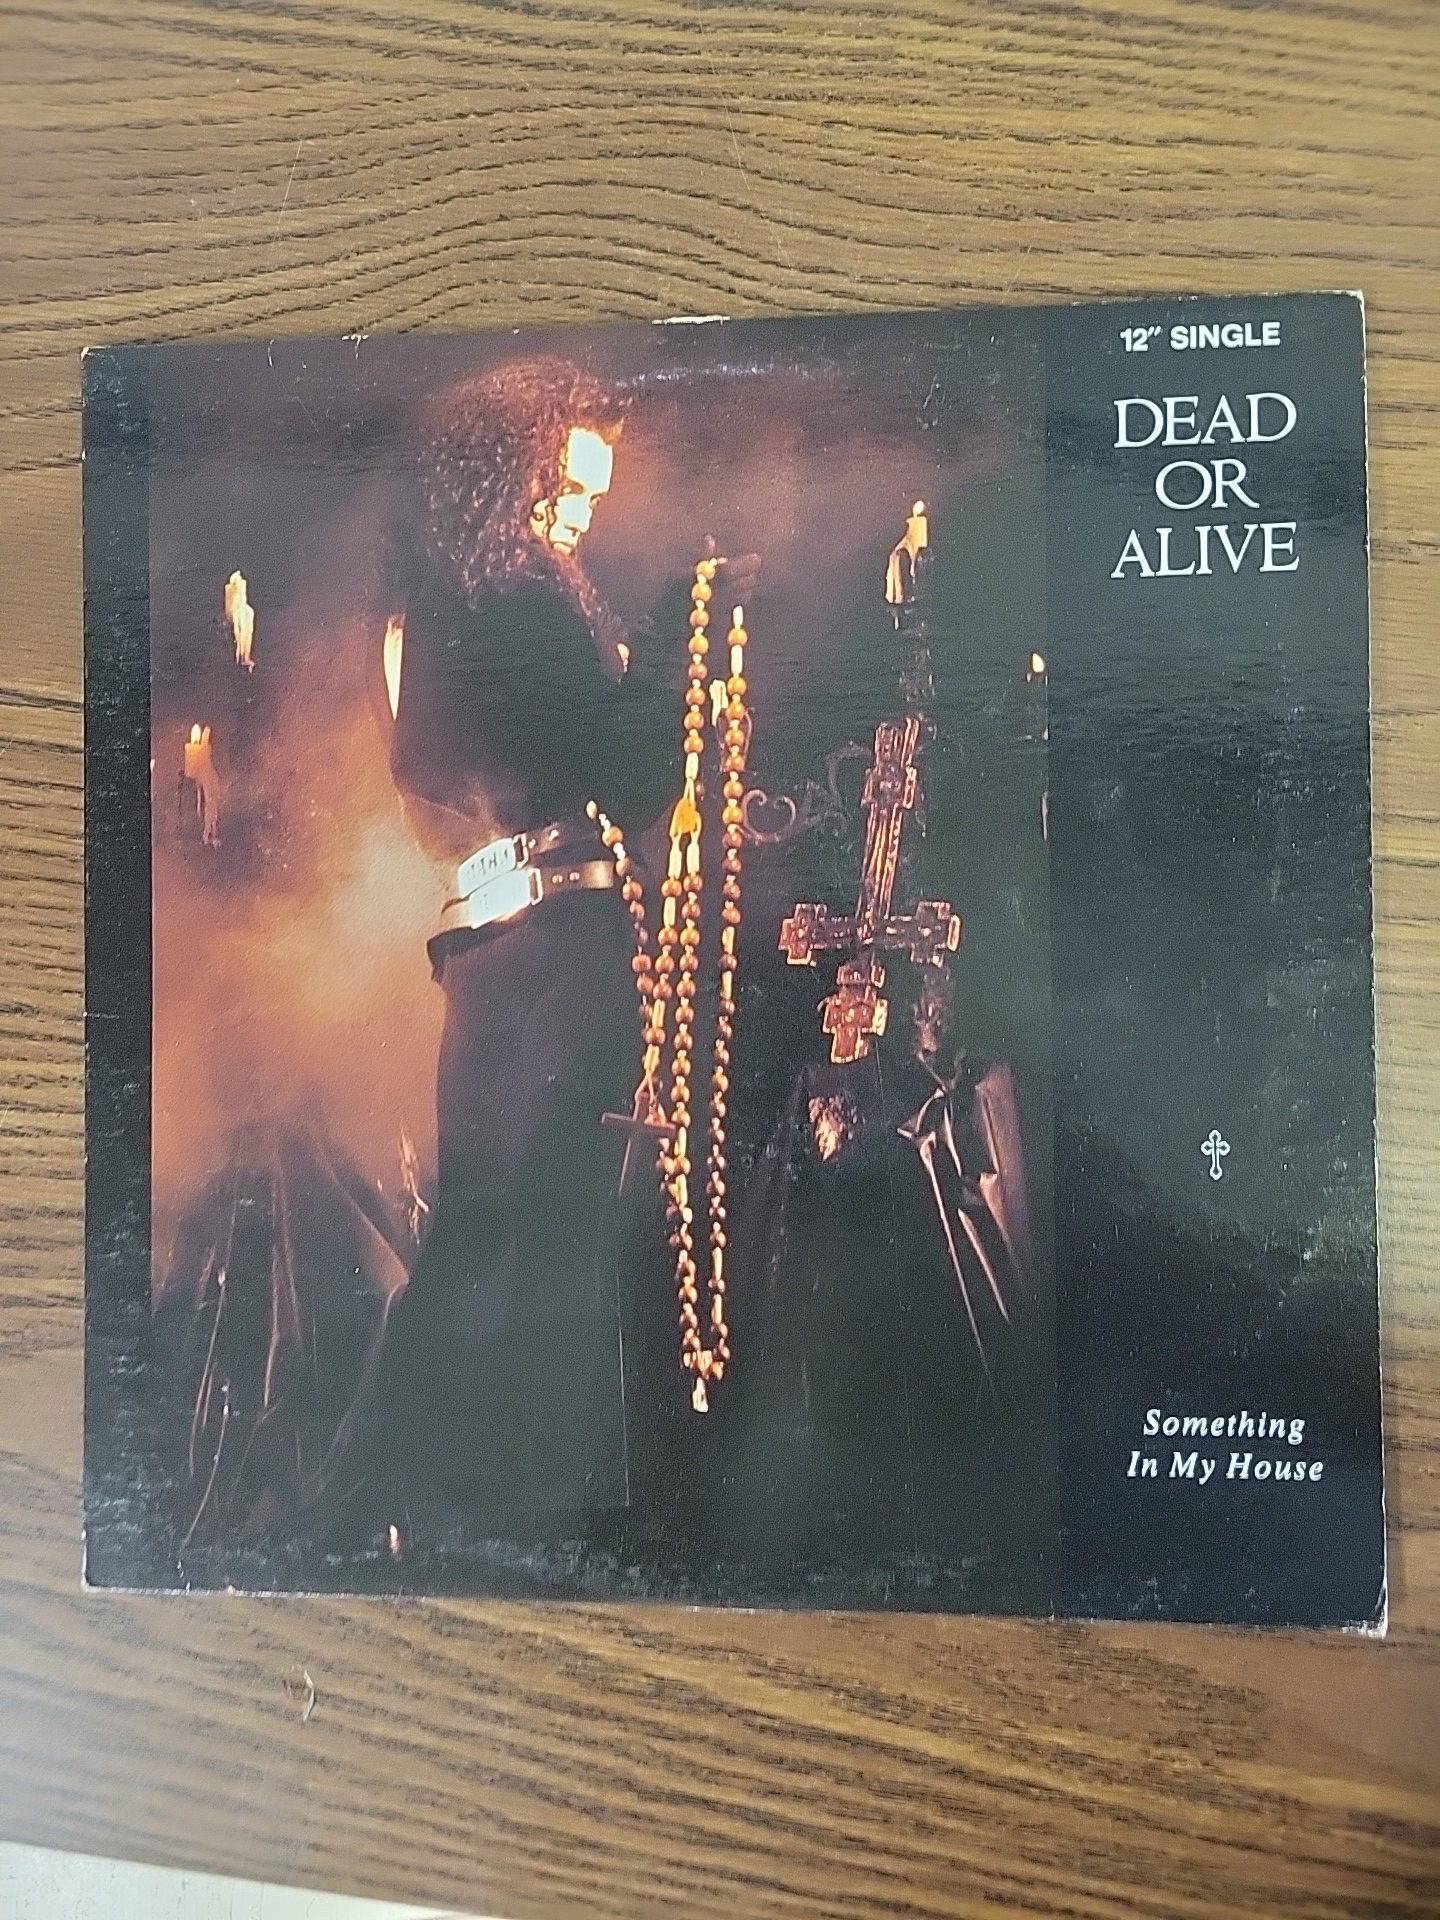 12" SINGLE
DEAD
OR
ALIVE
Something
In My House